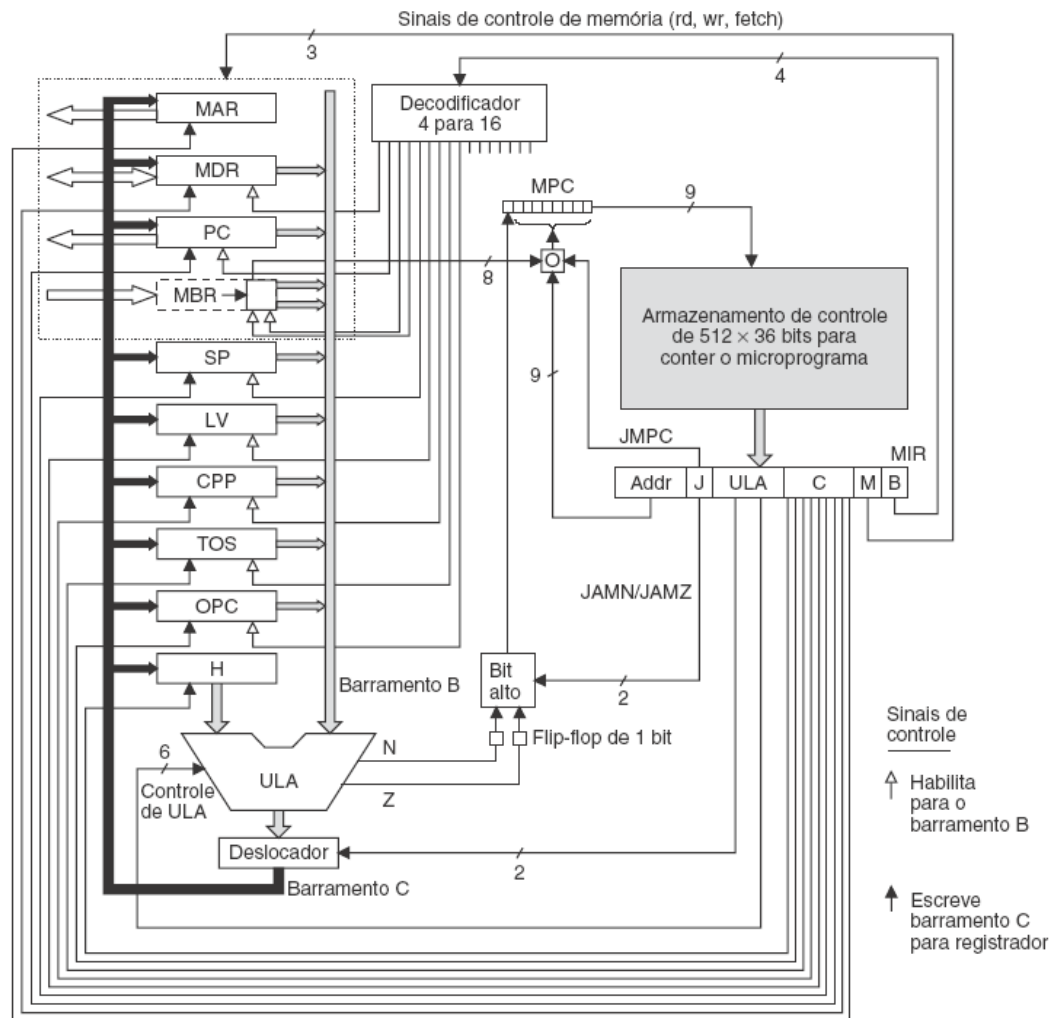 Sinais de controle de memória (rd, wr, fetch)
3
4
MAR
Decodificador
4 para 16
MDR
MPC
9
PC
O
8
MBR
Armazenamento de controle
de 512 × 36 bits para
conter o microprograma
SP
9
LV
JMPC
MIR
CPP
Addr
J
ULA
C
M
B
TOS
JAMN/JAMZ
OPC
H
Bit
alto
Barramento B
2
Sinais de
controle
N
Flip-flop de 1 bit
6
ULA
Controle
de ULA
Z
Habilita
para o
barramento B
Deslocador
2
Barramento C
Escreve
barramento C
para registrador